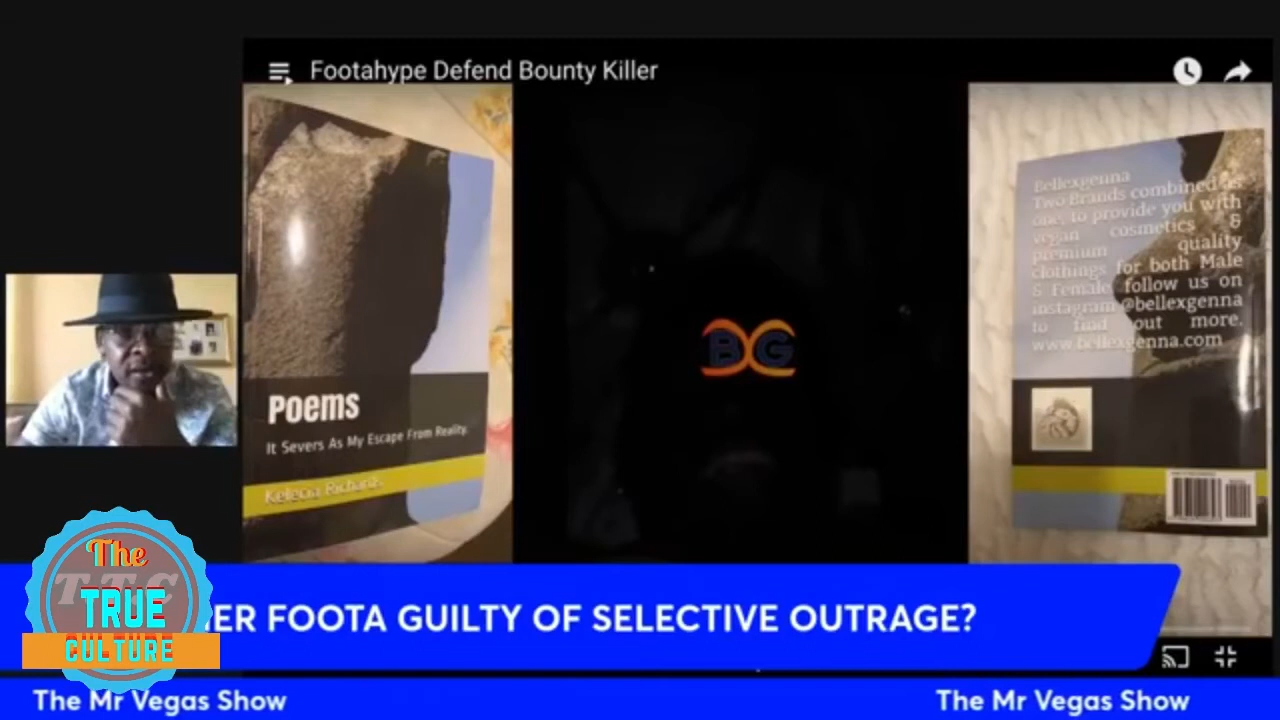 Footahype Defend Bounty Killer
Poems
It Severs As My Escape From Reality.
Kelecia Richards
BG
Bellexgenna
Two Brands combined as
one, to provide you with
vegan cosmetics &
premium quality
clothings for both Male
& Female, follow us on
instagram @bellexgenna
to find out more.
www.bellexgenna.com
The
TTC
TRUE
CULTURE
ER FOOTA GUILTY OF SELECTIVE OUTRAGE?
The Mr Vegas Show
The Mr Vegas Show